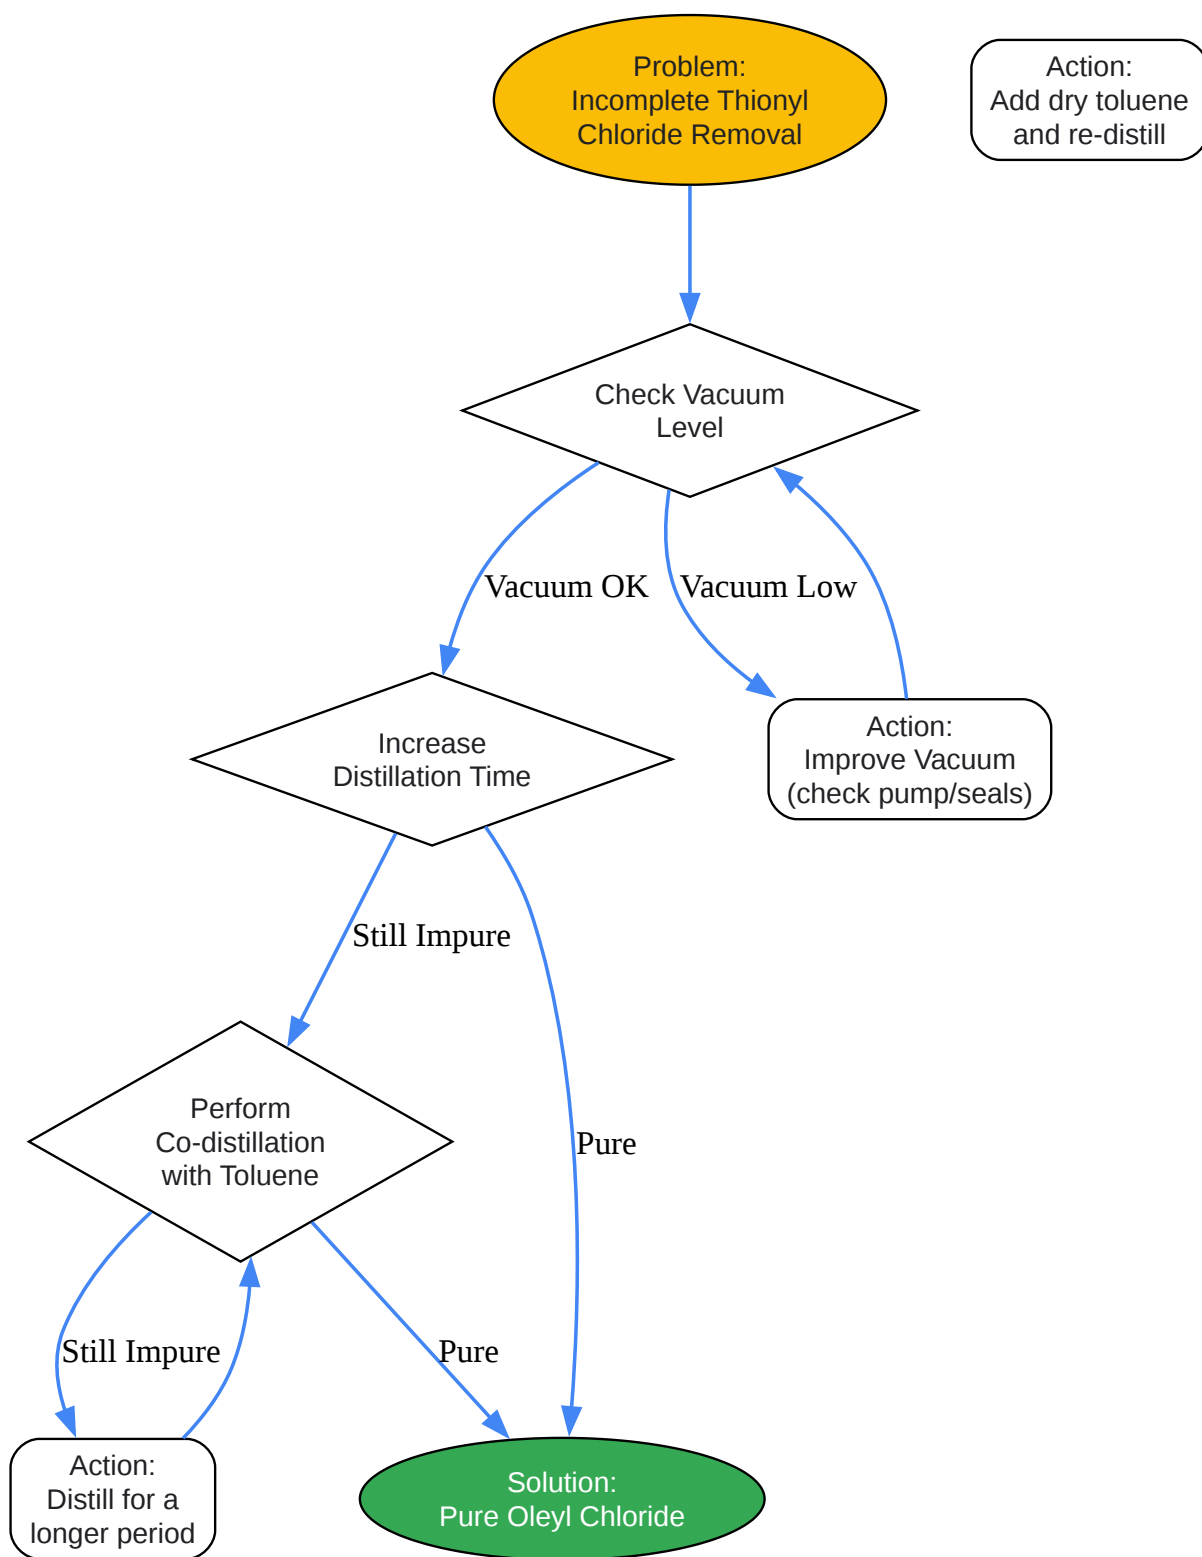 Problem:
Incomplete Thionyl
Chloride Removal
Action:
Add dry toluene
and re-distill
Check Vacuum
Level
Vacuum OK
Vacuum Low
Increase
Distillation Time
Action:
Improve Vacuum
(check pump/seals)
Still Impure
Perform
Co-distillation
with Toluene
Pure
Still Impure
Pure
Action:
Distill for a
longer period
Solution:
Pure Oleyl Chloride